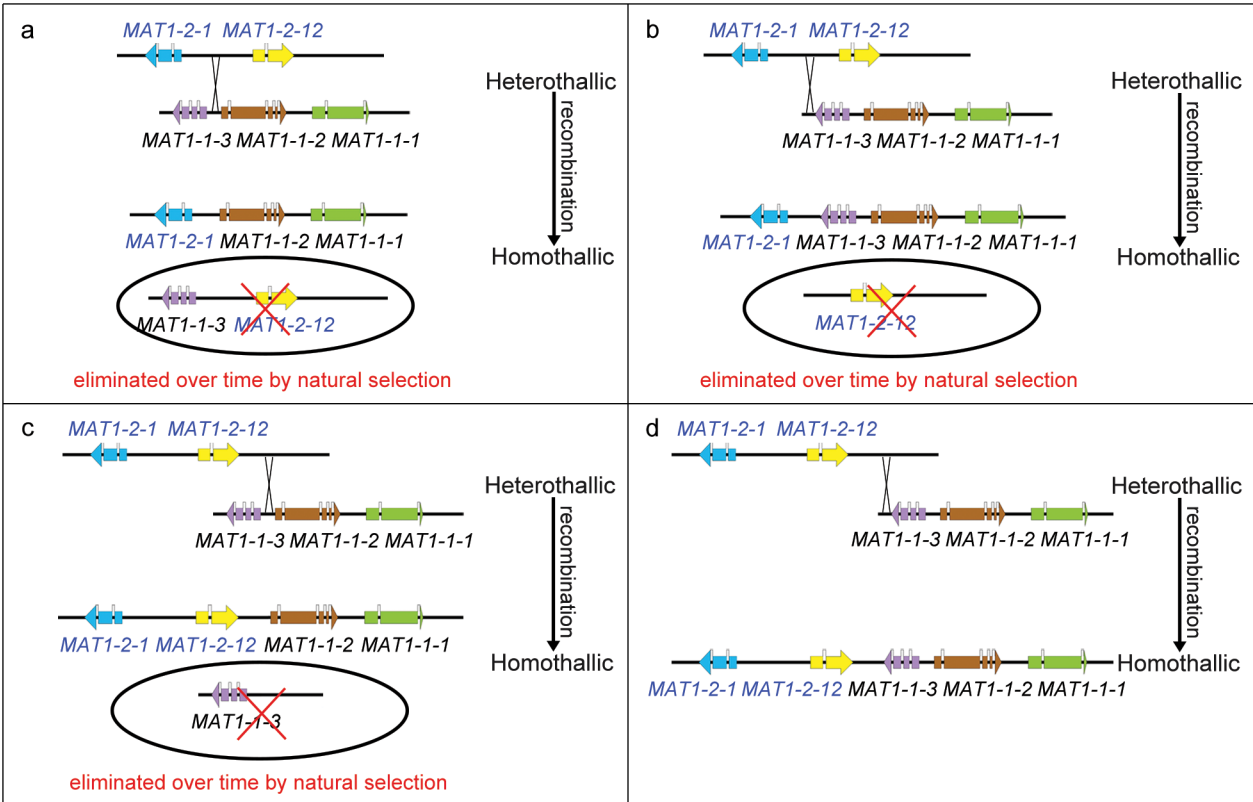 a
MAT1-2-1 MAT1-2-12
Heterothallic
MAT1-1-3 MAT1-1-2 MAT1-1-1
recombination
MAT1-2-1 MAT1-1-2 MAT1-1-1
Homothallic
MAT1-1-3 MAT1-2-12
eliminated over time by natural selection
b
MAT1-2-1 MAT1-2-12
Heterothallic
MAT1-1-3 MAT1-1-2 MAT1-1-1
recombination
MAT1-2-1 MAT1-1-3 MAT1-1-2 MAT1-1-1
Homothallic
MAT1-2-12
eliminated over time by natural selection
c
MAT1-2-1 MAT1-2-12
Heterothallic
MAT1-1-3 MAT1-1-2 MAT1-1-1
recombination
MAT1-2-1 MAT1-2-12 MAT1-1-2 MAT1-1-1
Homothallic
MAT1-1-3
eliminated over time by natural selection
d
MAT1-2-1 MAT1-2-12
Heterothallic
MAT1-1-3 MAT1-1-2 MAT1-1-1
recombination
Homothallic
MAT1-2-1 MAT1-2-12 MAT1-1-3 MAT1-1-2 MAT1-1-1